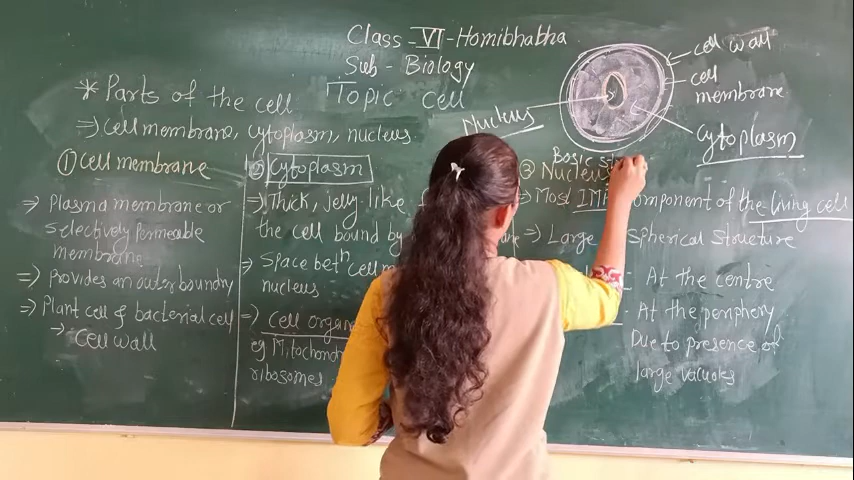 Class - VI - Homibhabha
Sub - Biology
Topic Cell
* Parts of the cell
⇒ Cell membrane, cytoplasm, nucleus
① Cell membrane
⇒ Plasma membrane or
selectively permeable
membrane
⇒ Provides an outer boundry
⇒ Plant cell & bacterial cell
→ Cell wall
② Cytoplasm
⇒ Thick, jelly-like
the cell bound by
⇒ Space betn cell
nucleus
⇒ Cell organ
eg Mitochond
ribosomes
Nucleus
cell wall
cell
membrane
Cytoplasm
Basic
③ Nucleus
⇒ Most IMP component of the living cell
⇒ Large Spherical structure
: At the centre
- At the periphery
Due to presence of
large vacuoles